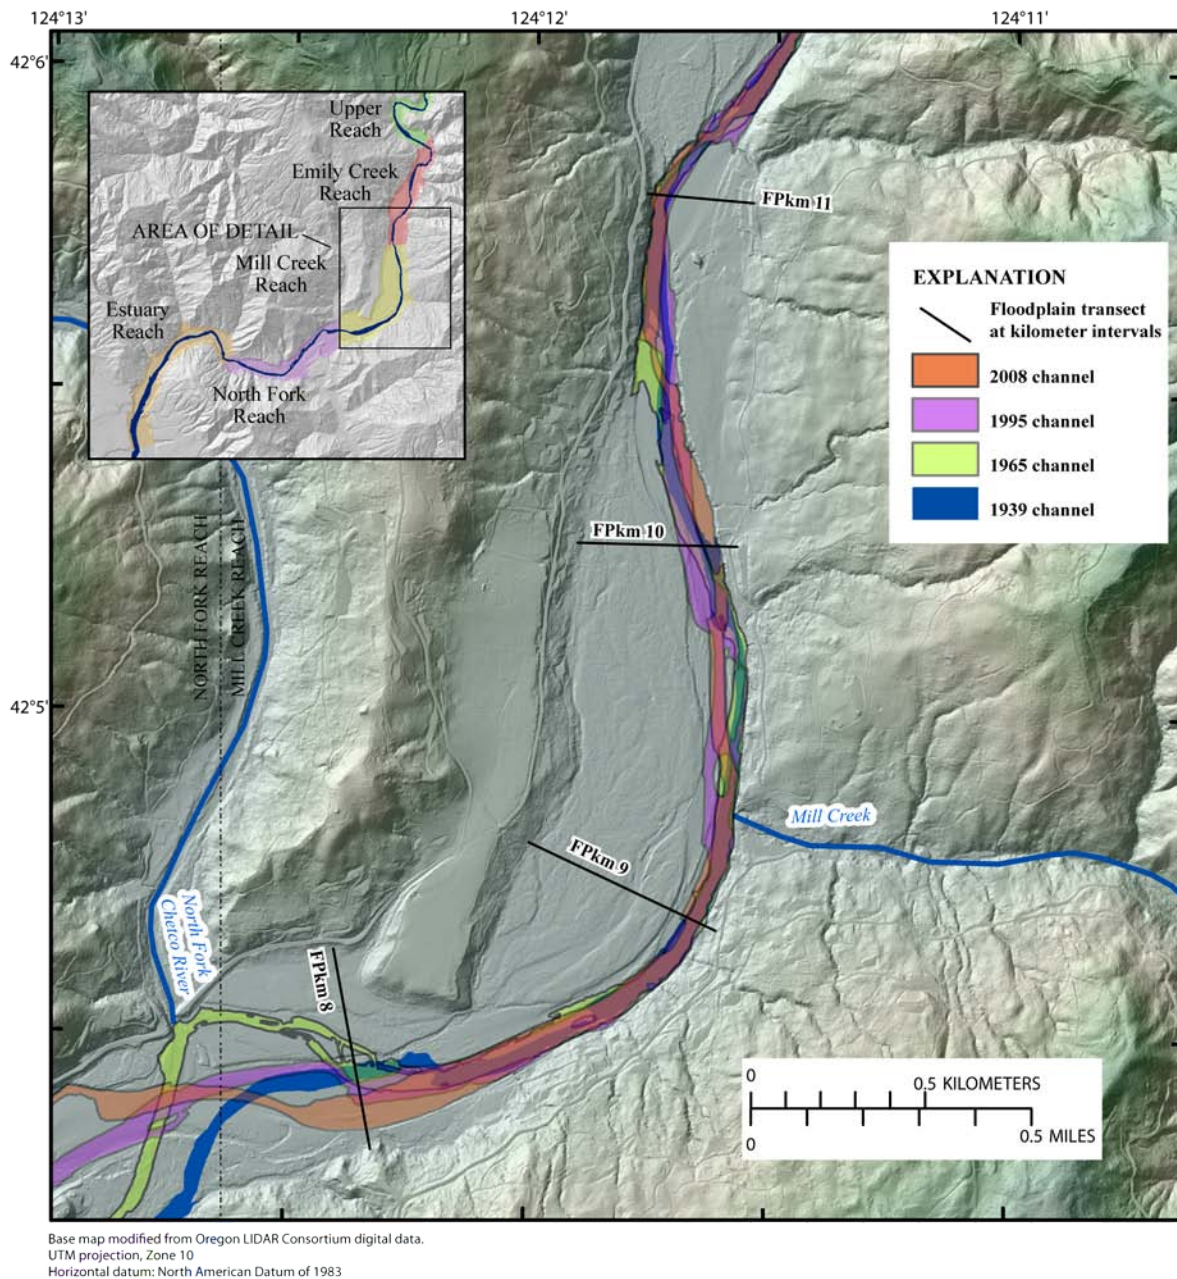 124°13'
124°12'
124°11'
42°6'
42°5'
Upper
Reach
Emily Creek
Reach
AREA OF DETAIL
Mill Creek
Reach
Estuary
Reach
North Fork
Reach
FPkm 11
EXPLANATION
Floodplain transect
at kilometer intervals
2008 channel
1995 channel
1965 channel
1939 channel
FPkm 10
NORTH FORK REACH
MILL CREEK REACH
Mill Creek
FPkm 9
North Fork
Chetco River
FPkm 8
0
0.5 KILOMETERS
0
0.5 MILES
Base map modified from Oregon LIDAR Consortium digital data.
UTM projection, Zone 10
Horizontal datum: North American Datum of 1983